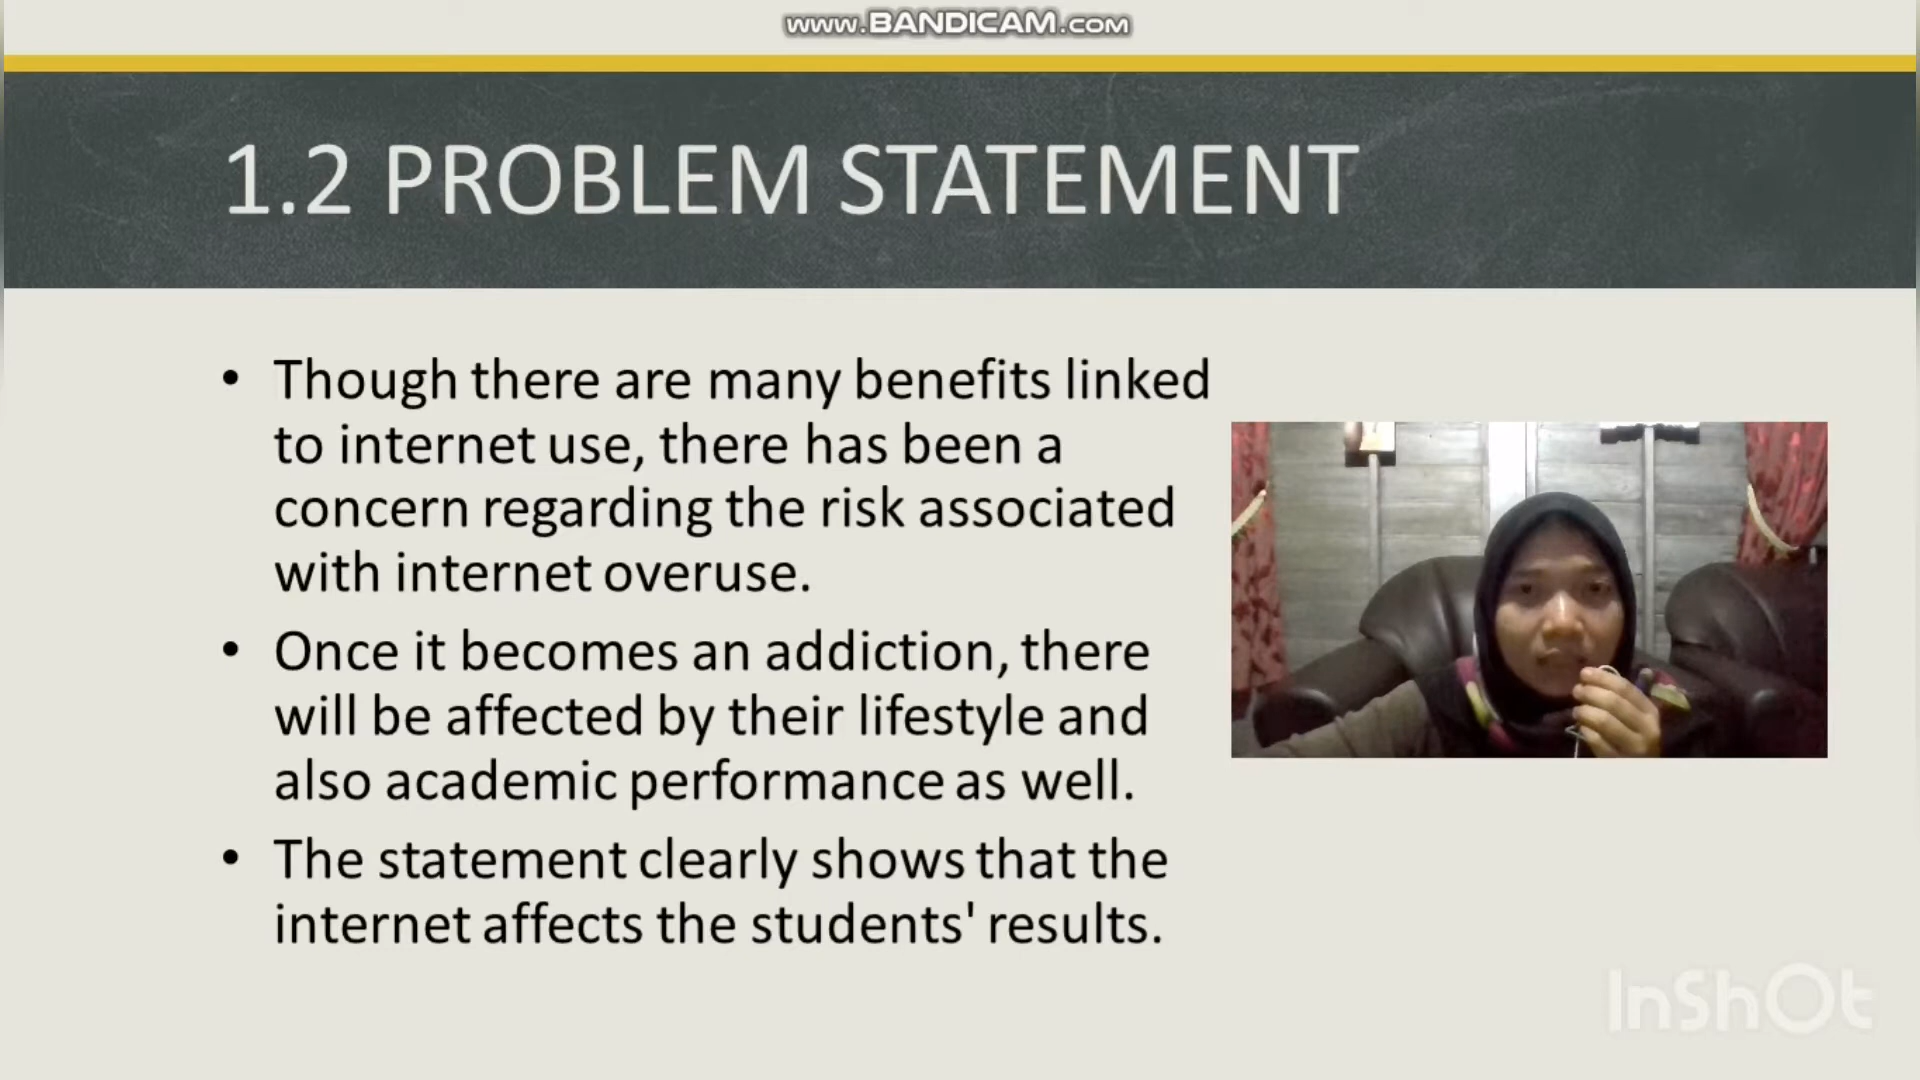 www.BANDICAM.com
1.2 PROBLEM STATEMENT
• Though there are many benefits linked
to internet use, there has been a
concern regarding the risk associated
with internet overuse.
• Once it becomes an addiction, there
will be affected by their lifestyle and
also academic performance as well.
• The statement clearly shows that the
internet affects the students' results.
InShOt